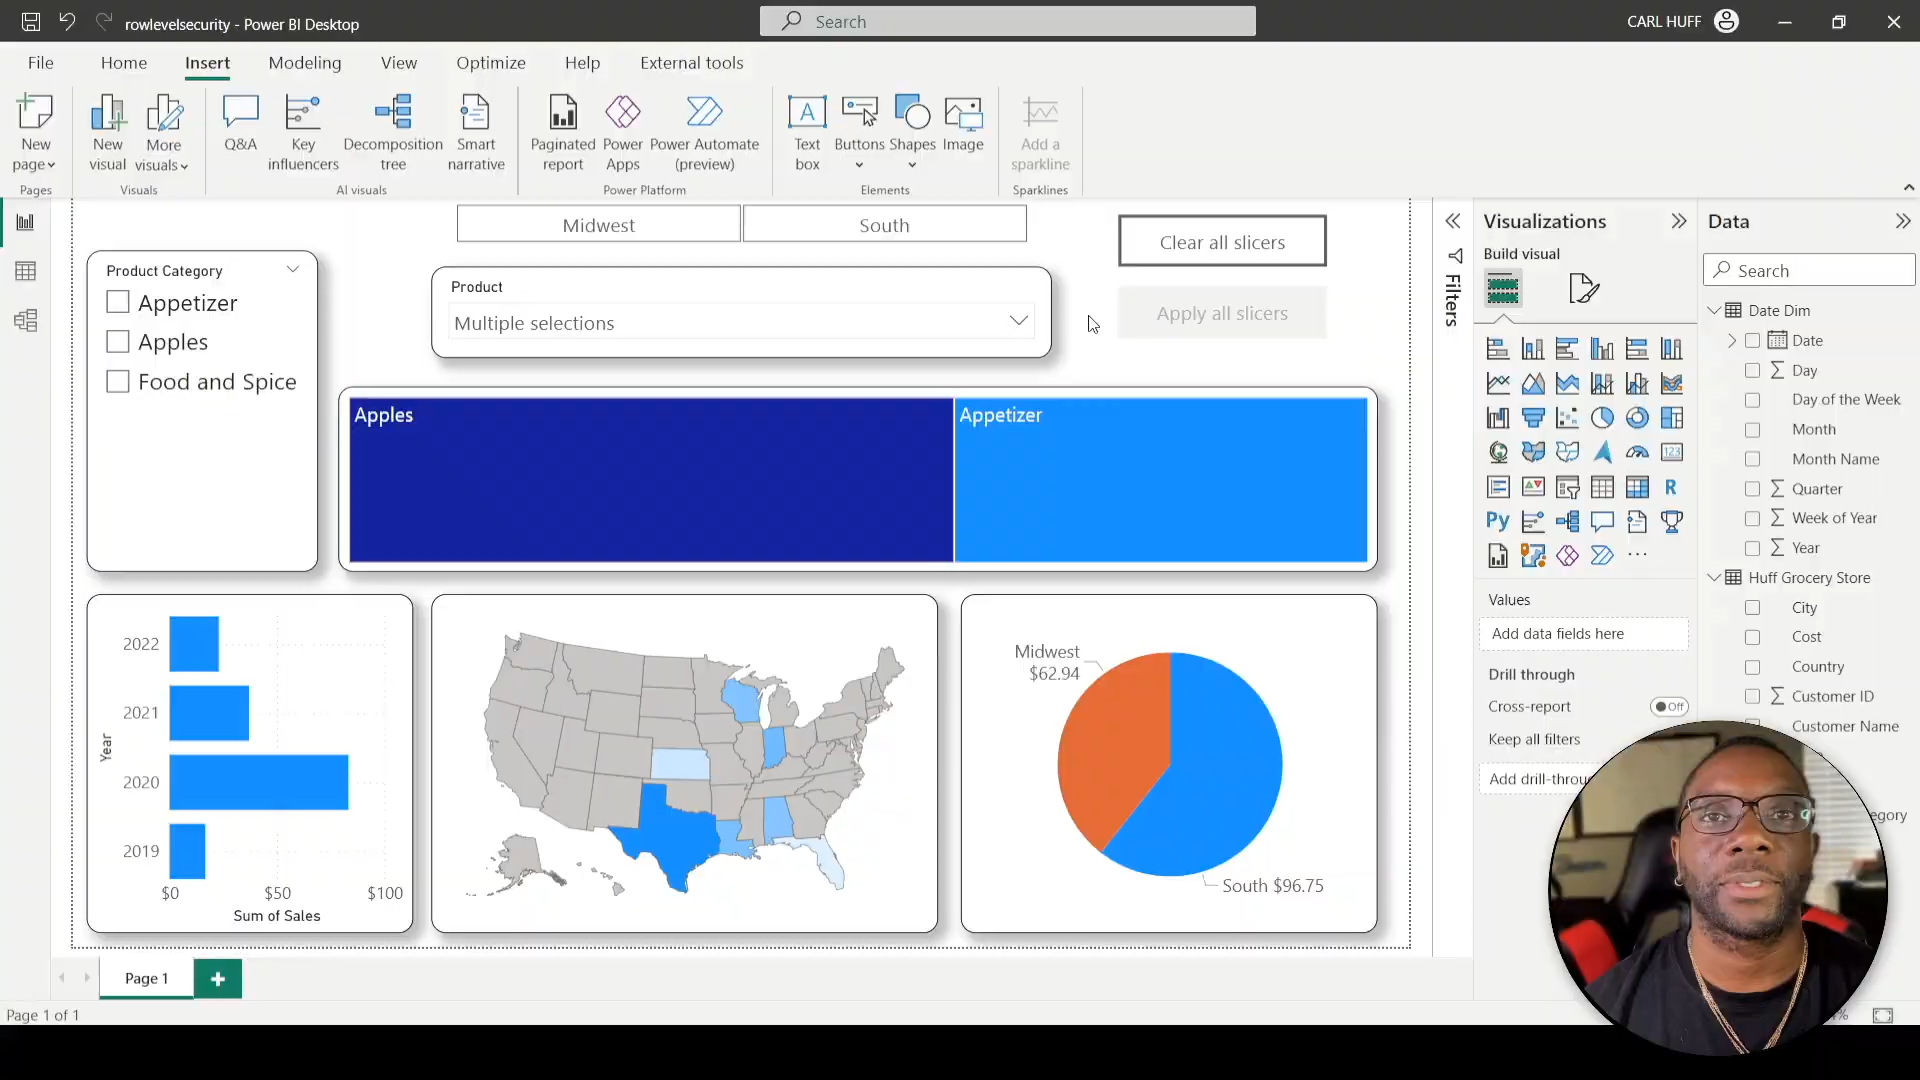 rowlevelsecurity - Power BI Desktop
Search
CARL HUFF
File
Home
Insert
Modeling
View
Optimize
Help
External tools
New
page
New
visual
More
visuals
Q&A
Key
influencers
Decomposition
tree
Smart
narrative
Paginated
report
Power
Apps
Power Automate
(preview)
A
Text
box
Buttons
Shapes
Image
Add a
sparkline
Pages
Visuals
AI visuals
Power Platform
Elements
Sparklines
Midwest
South
Clear all slicers
Apply all slicers
Product Category
Appetizer
Apples
Food and Spice
Product
Multiple selections
Apples
Appetizer
2022
2021
2020
2019
Year
$0
$50
$100
Sum of Sales
Midwest
$62.94
South $96.75
Filters
Visualizations
Build visual
123
R
Py
Values
Add data fields here
Drill through
Cross-report
Off
Keep all filters
Data
Search
Date Dim
Date
Day
Day of the Week
Month
Month Name
Quarter
Week of Year
Year
Huff Grocery Store
City
Cost
Country
Customer ID
Customer Name
Page 1
Page 1 of 1